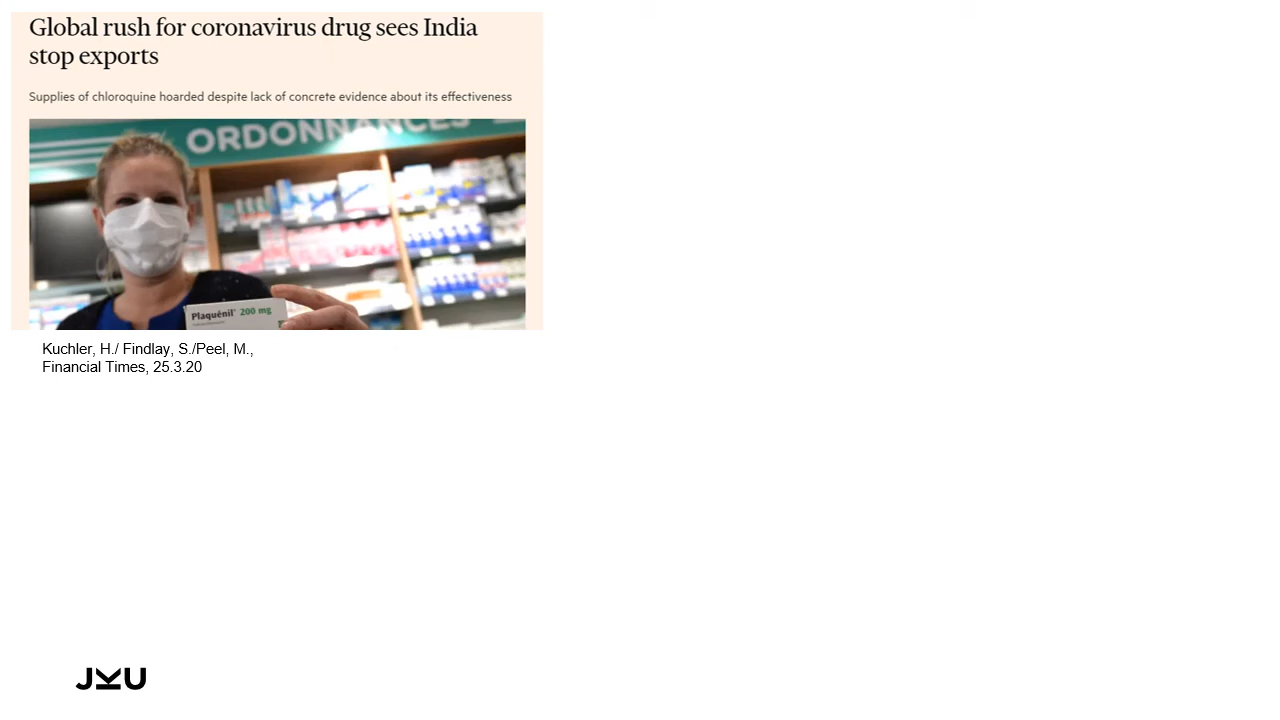 Global rush for coronavirus drug sees India
stop exports
Supplies of chloroquine hoarded despite lack of concrete evidence about its effectiveness
ORDONNANCES
Plaquénil® 200 mg
Kuchler, H./ Findlay, S./Peel, M.,
Financial Times, 25.3.20
JKU